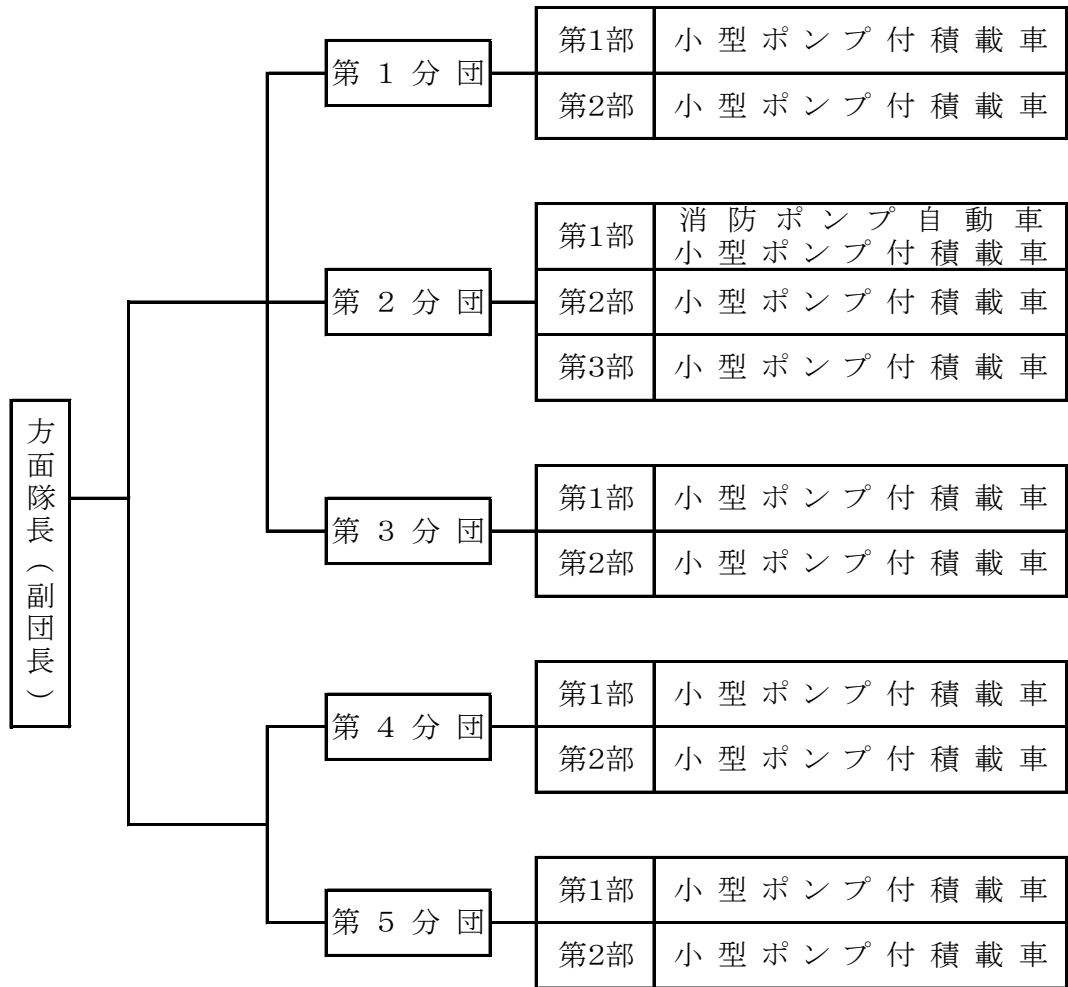 方面隊長（副団長）
第1分団
第1部 小型ポンプ付積載車
第2部 小型ポンプ付積載車
第2分団
第1部 消防ポンプ自動車
小型ポンプ付積載車
第2部 小型ポンプ付積載車
第3部 小型ポンプ付積載車
第3分団
第1部 小型ポンプ付積載車
第2部 小型ポンプ付積載車
第4分団
第1部 小型ポンプ付積載車
第2部 小型ポンプ付積載車
第5分団
第1部 小型ポンプ付積載車
第2部 小型ポンプ付積載車